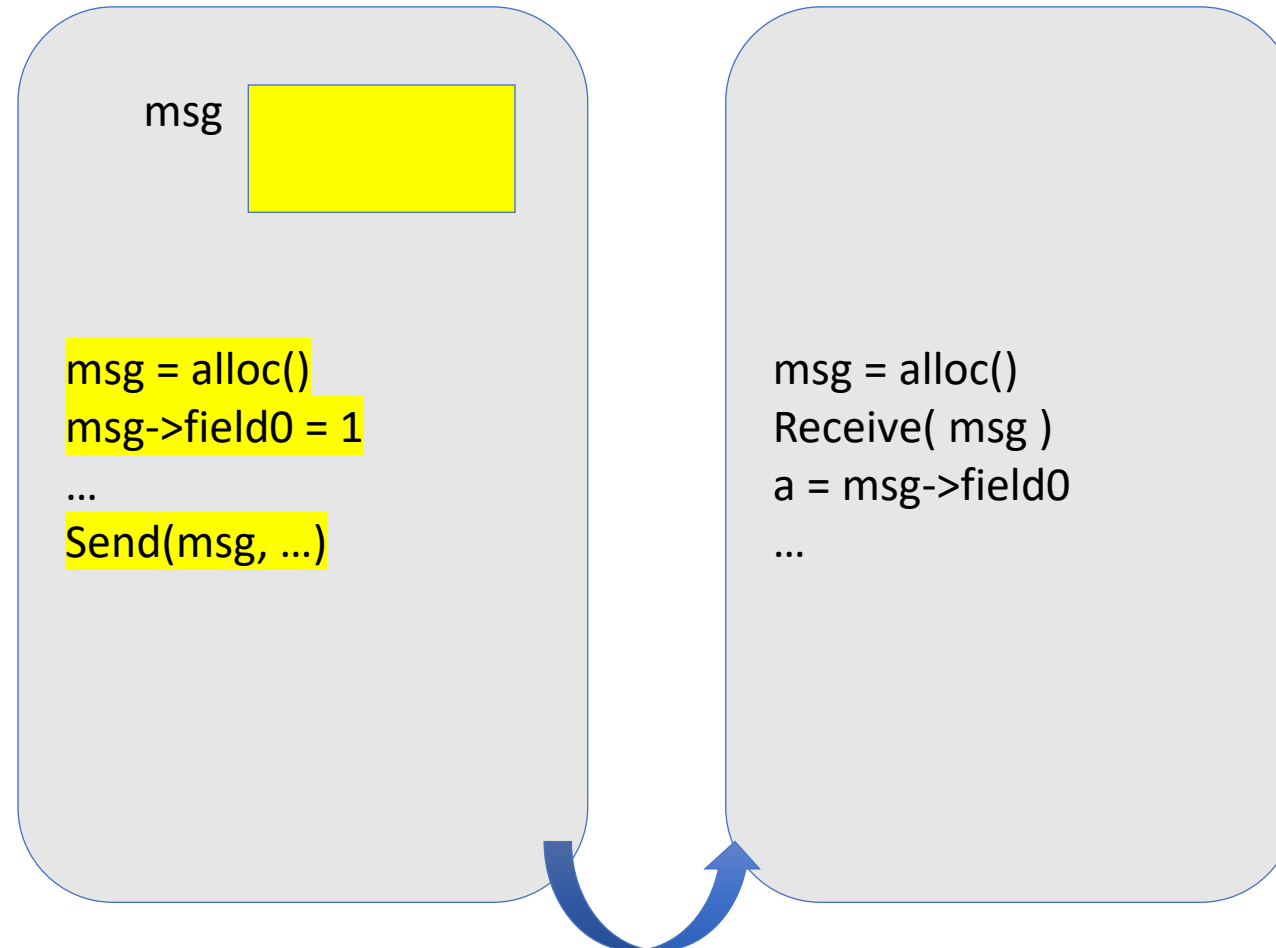 msg
msg = alloc()
msg->field0 = 1
…
Send(msg, …)
msg = alloc()
Receive( msg )
a = msg->field0
…